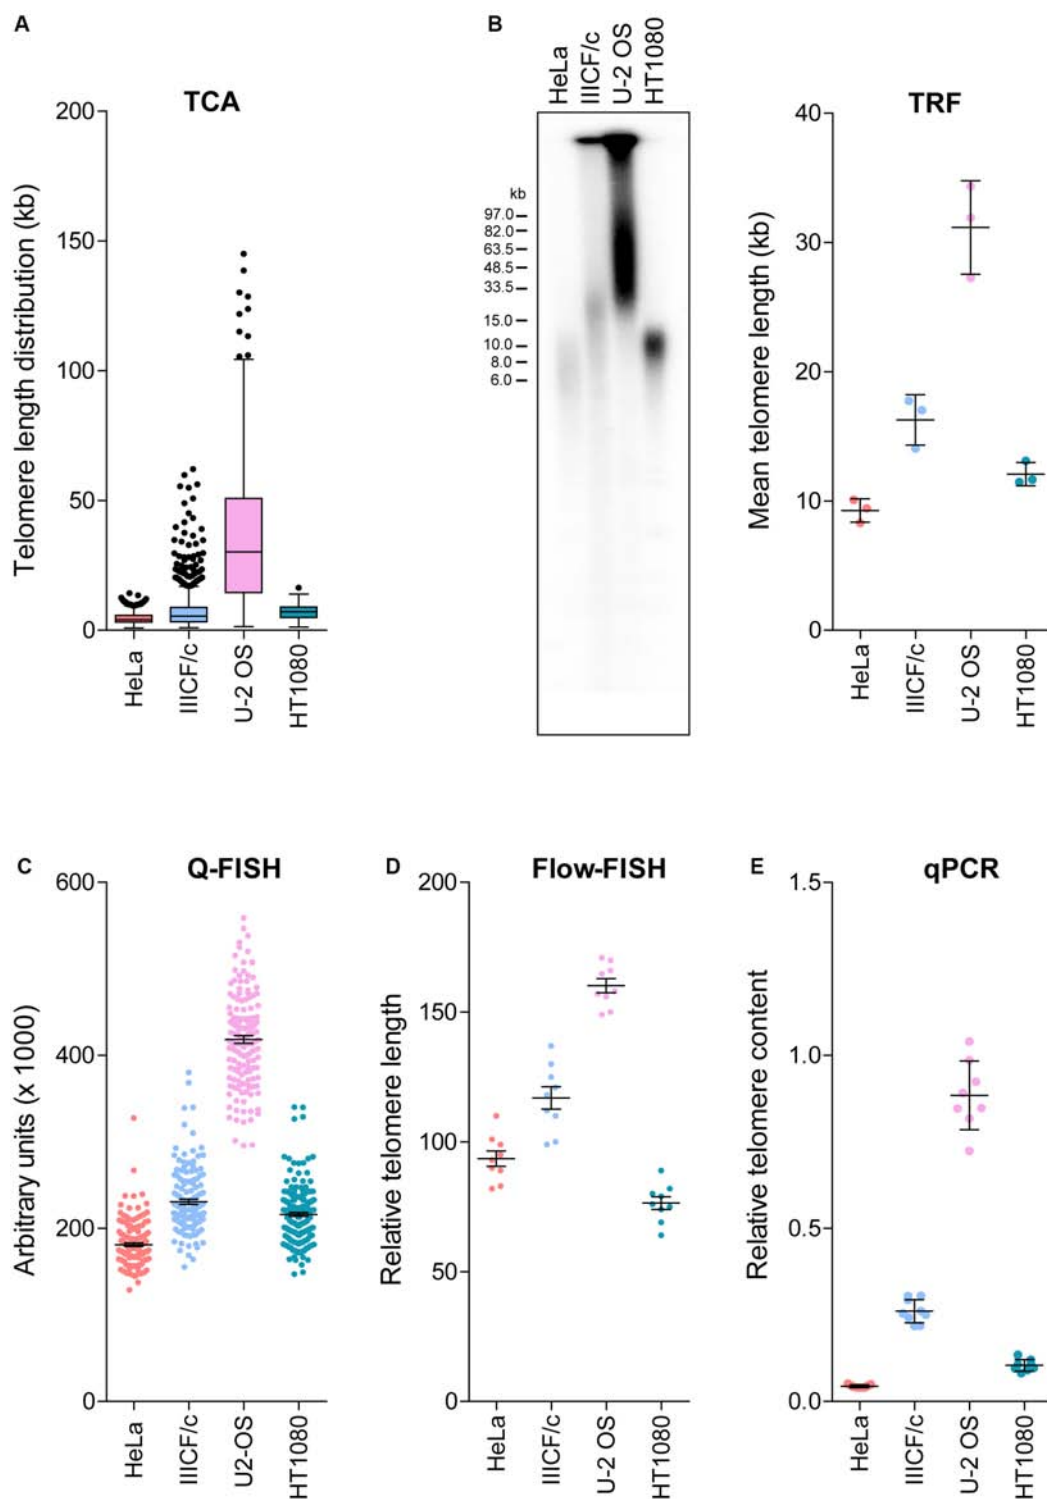 A
TCA
Telomere length distribution (kb)
200
150
100
50
0
HeLa
IIICF/c
U-2 OS
HT1080
B
HeLa
IIICF/c
U-2 OS
HT1080
kb
97.0
82.0
63.5
48.5
33.5
15.0
10.0
8.0
6.0
TRF
Mean telomere length (kb)
40
30
20
10
0
HeLa
IIICF/c
U-2 OS
HT1080
C
Q-FISH
Arbitrary units (x 1000)
600
400
200
0
HeLa
IIICF/c
U2-OS
HT1080
D
Flow-FISH
Relative telomere length
200
150
100
50
0
HeLa
IIICF/c
U-2 OS
HT1080
E
qPCR
Relative telomere content
1.5
1.0
0.5
0.0
HeLa
IIICF/c
U-2 OS
HT1080